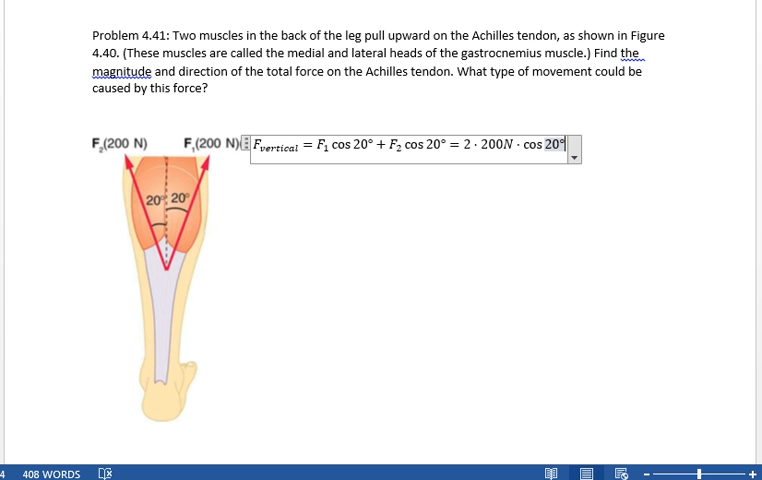 Problem 4.41: Two muscles in the back of the leg pull upward on the Achilles tendon, as shown in Figure
4.40. (These muscles are called the medial and lateral heads of the gastrocnemius muscle.) Find the
magnitude and direction of the total force on the Achilles tendon. What type of movement could be
caused by this force?
F₂(200 N) F₁(200 N) F_vertical = F₁ cos 20° + F₂ cos 20° = 2 · 200N · cos 20°
20° 20°
4 408 WORDS